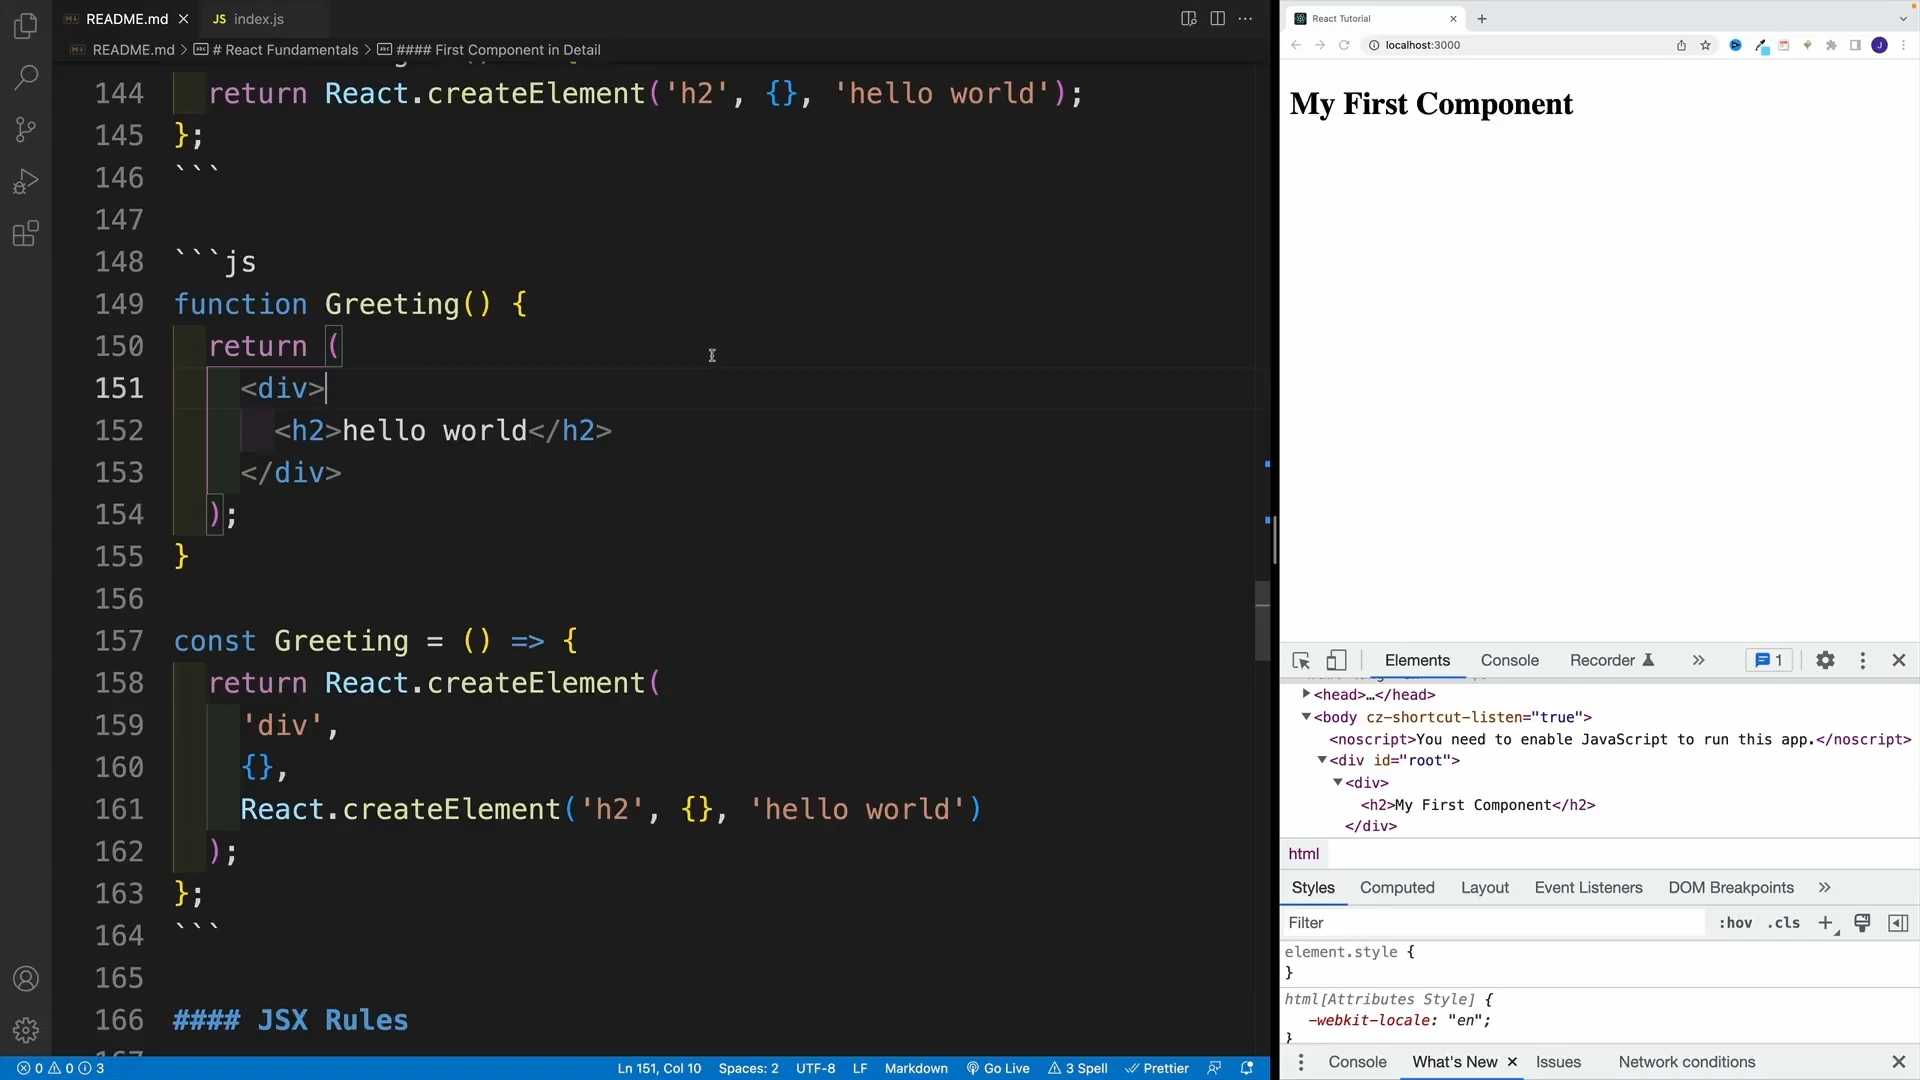 README.md
JS index.js
README.md > # React Fundamentals > #### First Component in Detail
144 return React.createElement('h2', {}, 'hello world');
145 };
146 ```
147
148 ```js
149 function Greeting() {
150 return (
151 <div>
152 <h2>hello world</h2>
153 </div>
154 );
155 }
156
157 const Greeting = () => {
158 return React.createElement(
159 'div',
160 {},
161 React.createElement('h2', {}, 'hello world')
162 );
163 };
164 ```
165
166 #### JSX Rules
0 0 3 Ln 151, Col 10 Spaces: 2 UTF-8 LF Markdown Go Live 3 Spell Prettier
React Tutorial
localhost:3000
J
My First Component
Elements Console Recorder 1
<head>…</head>
<body cz-shortcut-listen="true">
<noscript>You need to enable JavaScript to run this app.</noscript>
<div id="root">
<div>
<h2>My First Component</h2>
</div>
html
Styles Computed Layout Event Listeners DOM Breakpoints
Filter :hov .cls
element.style {
}
html[Attributes Style] {
-webkit-locale: "en";
}
Console What's New Issues Network conditions